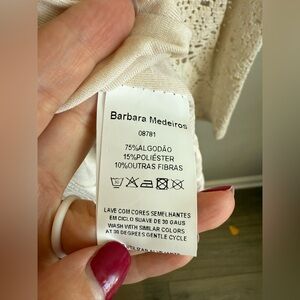 Barbara Medeiros
08781
75%ALGODÃO
15%POLIÉSTER
10%OUTRAS FIBRAS
LAVE COM CORES SEMELHANTES
EM CICLO SUAVE DE 30 GAUS
WASH WITH SIMILAR COLORS
AT 30 DEGREES GENTLE CYCLE